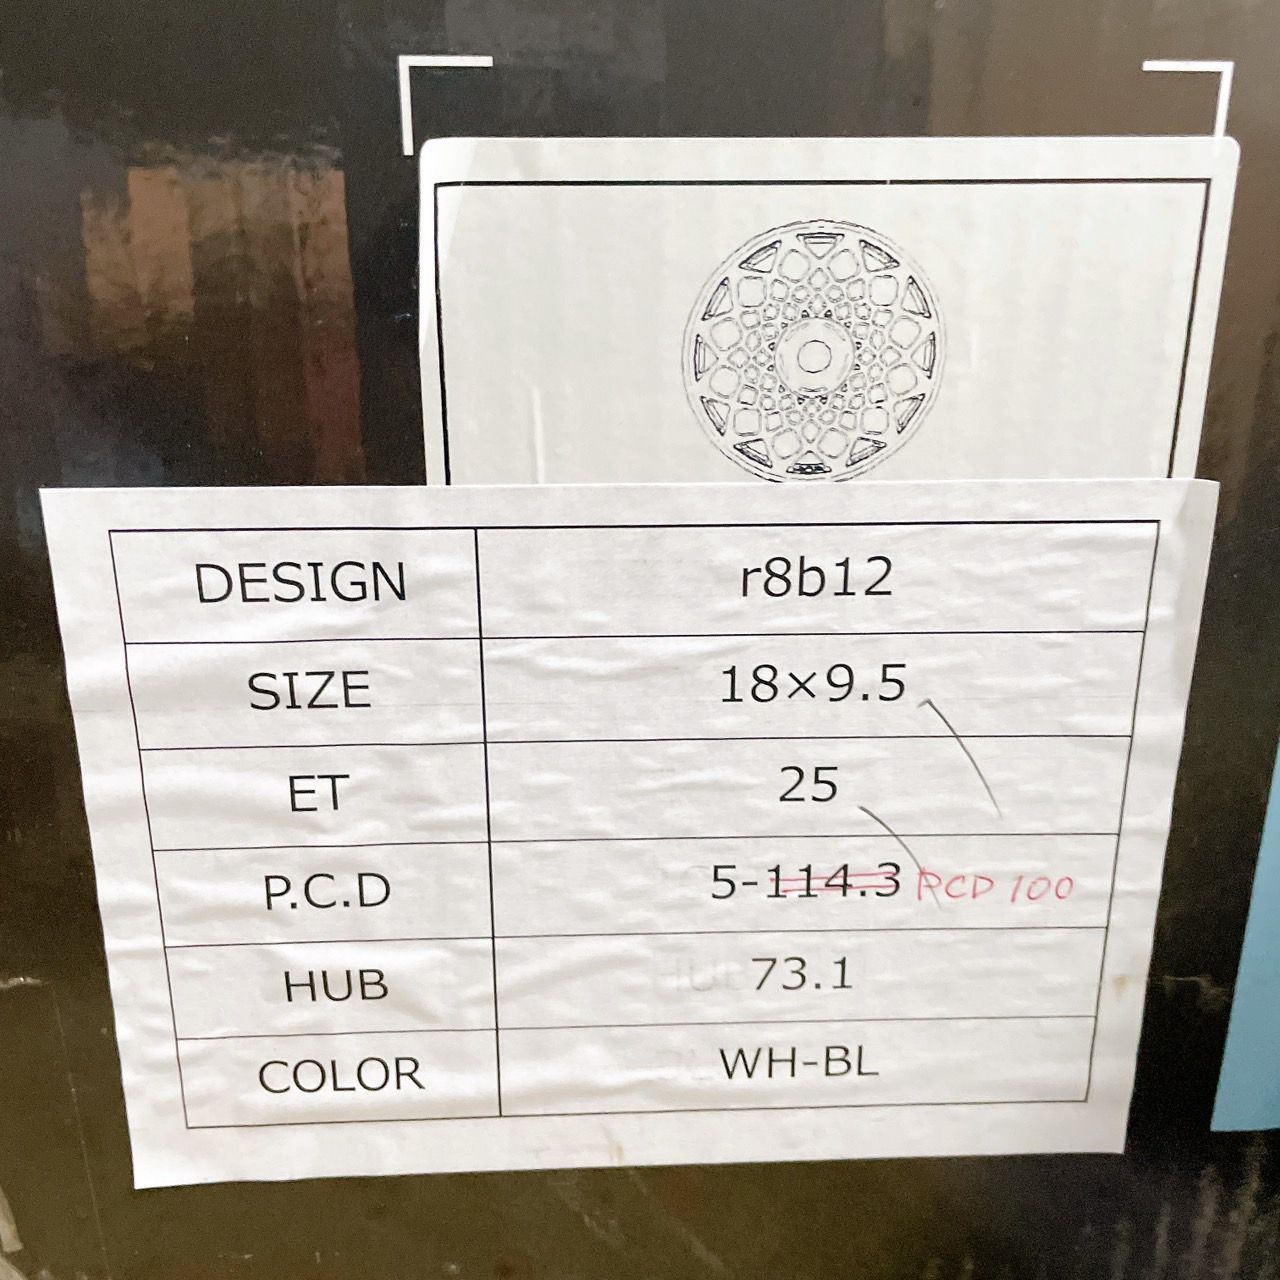 DESIGN r8b12
SIZE 18×9.5
ET 25
P.C.D 5-114.3 PCD 100
HUB 73.1
COLOR WH-BL